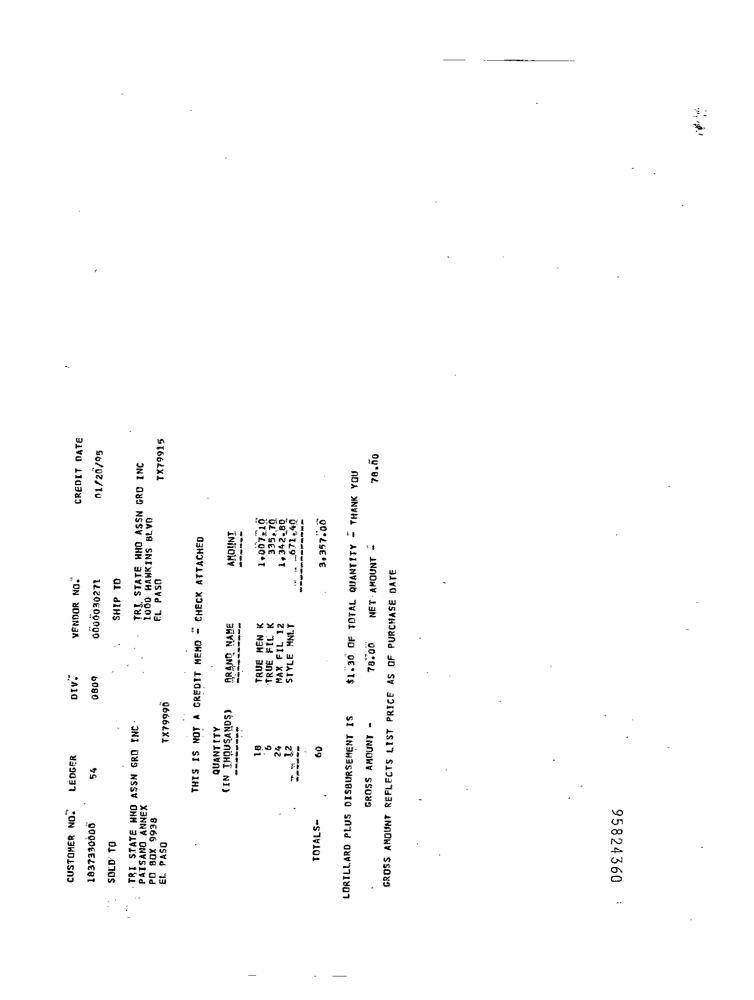 CUSTOMER NO. LEDGER DIV. VENDOR NO. CREDIT DATE
1837330000 54 0809 0000030271 01/20/95
SOLD TO SHIP TO
TRI STATE WHO ASSN GRO INC TRI STATE WHO ASSN GRO INC
PAISANO ANNEX 1000 HAWKINS BLVD
PO BOX 9938 EL PASO
EL PASO TX79990 TX79915
THIS IS NOT A CREDIT MEMO - CHECK ATTACHED
QUANTITY
(IN THOUSANDS) BRAND NAME AMOUNT
18 TRUE MEN K 1,007.10
6 TRUE FIL K 335.70
24 MAX FIL 12 1,342.80
12 STYLE MNLT 671.40
TOTALS- 60 3,357.00
LORILLARD PLUS DISBURSEMENT IS $1.30 OF TOTAL QUANTITY - THANK YOU
GROSS AMOUNT - 78.00 NET AMOUNT - 78.00
GROSS AMOUNT REFLECTS LIST PRICE AS OF PURCHASE DATE
95824360